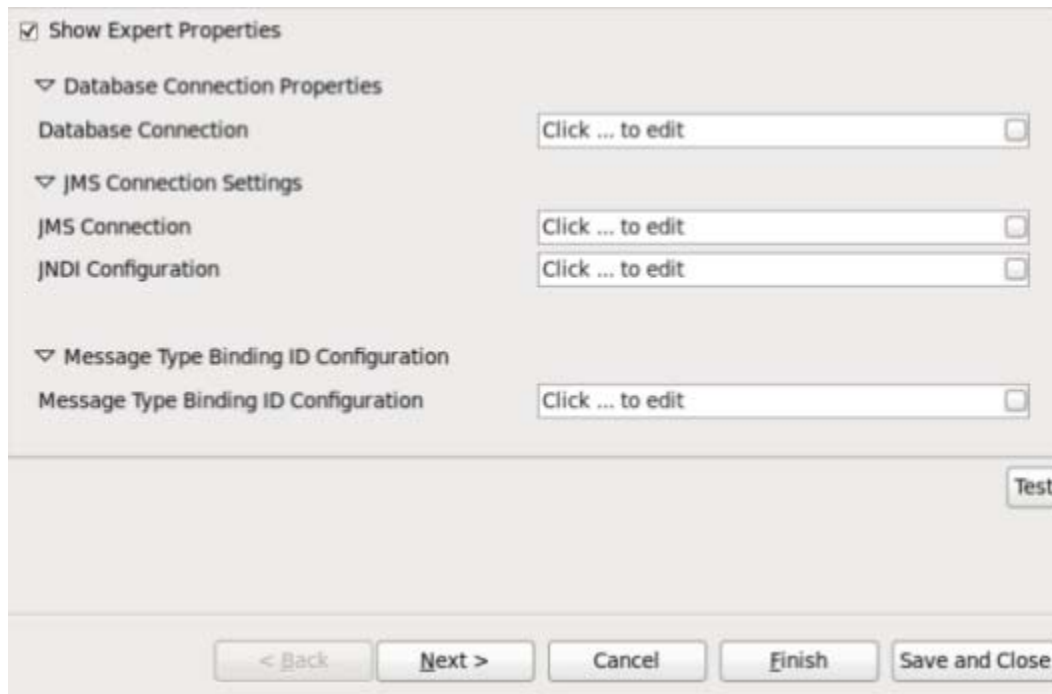 Show Expert Properties
Database Connection Properties
Database Connection Click ... to edit
JMS Connection Settings
JMS Connection Click ... to edit
JNDI Configuration Click ... to edit
Message Type Binding ID Configuration
Message Type Binding ID Configuration Click ... to edit
Test
< Back Next > Cancel Finish Save and Close